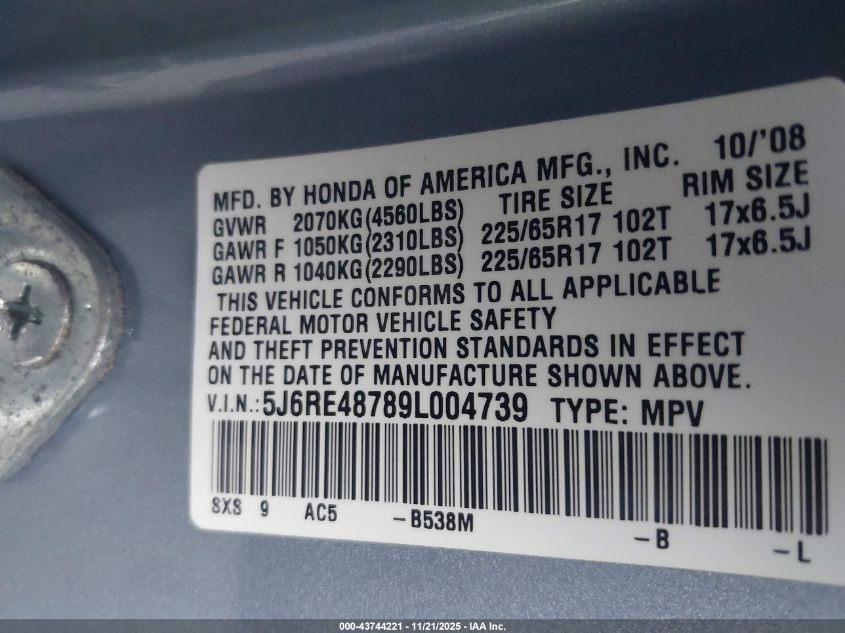 MFD. BY HONDA OF AMERICA MFG., INC. 10/'08
GVWR 2070KG(4560LBS) TIRE SIZE RIM SIZE
GAWR F 1050KG(2310LBS) 225/65R17 102T 17x6.5J
GAWR R 1040KG(2290LBS) 225/65R17 102T 17x6.5J
THIS VEHICLE CONFORMS TO ALL APPLICABLE
FEDERAL MOTOR VEHICLE SAFETY
AND THEFT PREVENTION STANDARDS IN EFFECT
ON THE DATE OF MANUFACTURE SHOWN ABOVE.
V.I.N.:5J6RE48789L004739 TYPE: MPV
SXS 9 AC5 -B538M -B -L
000-43744221 - 11/21/2025 - IAA Inc.